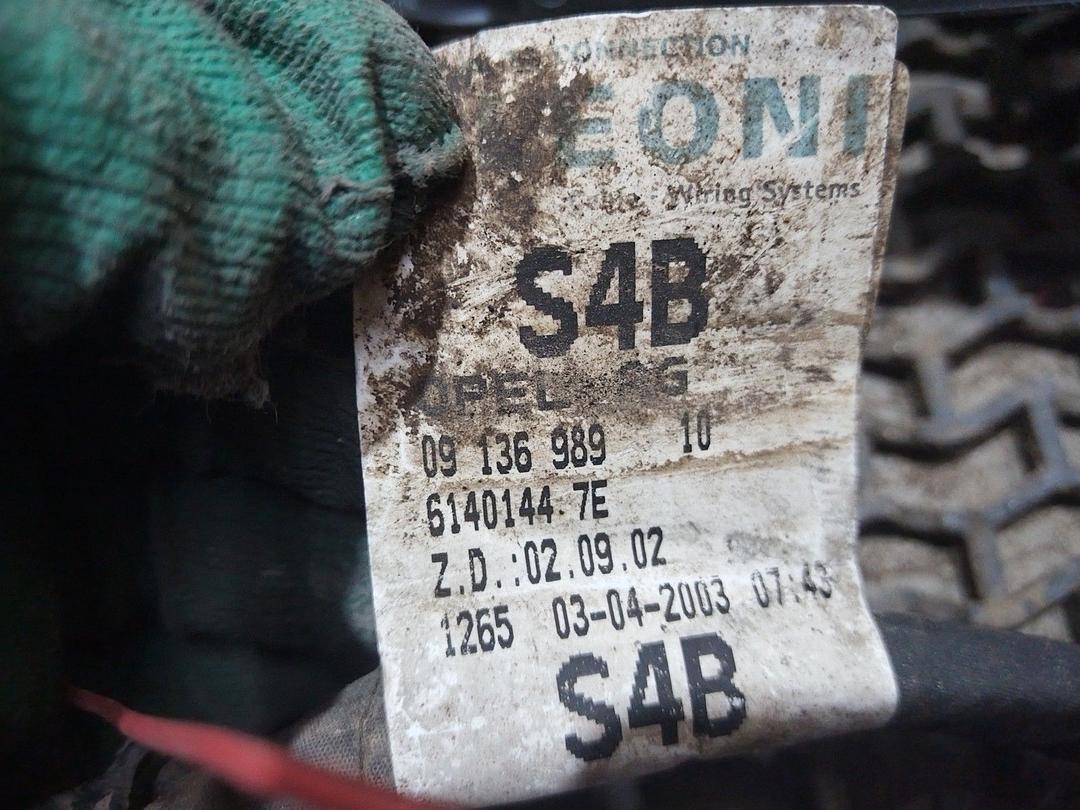 CONNECTION
EONI
Wiring Systems
S4B
OPEL G
09 136 989 10
6140144 7E
Z.D.:02.09.02
1265 03-04-2003 07:43
S4B